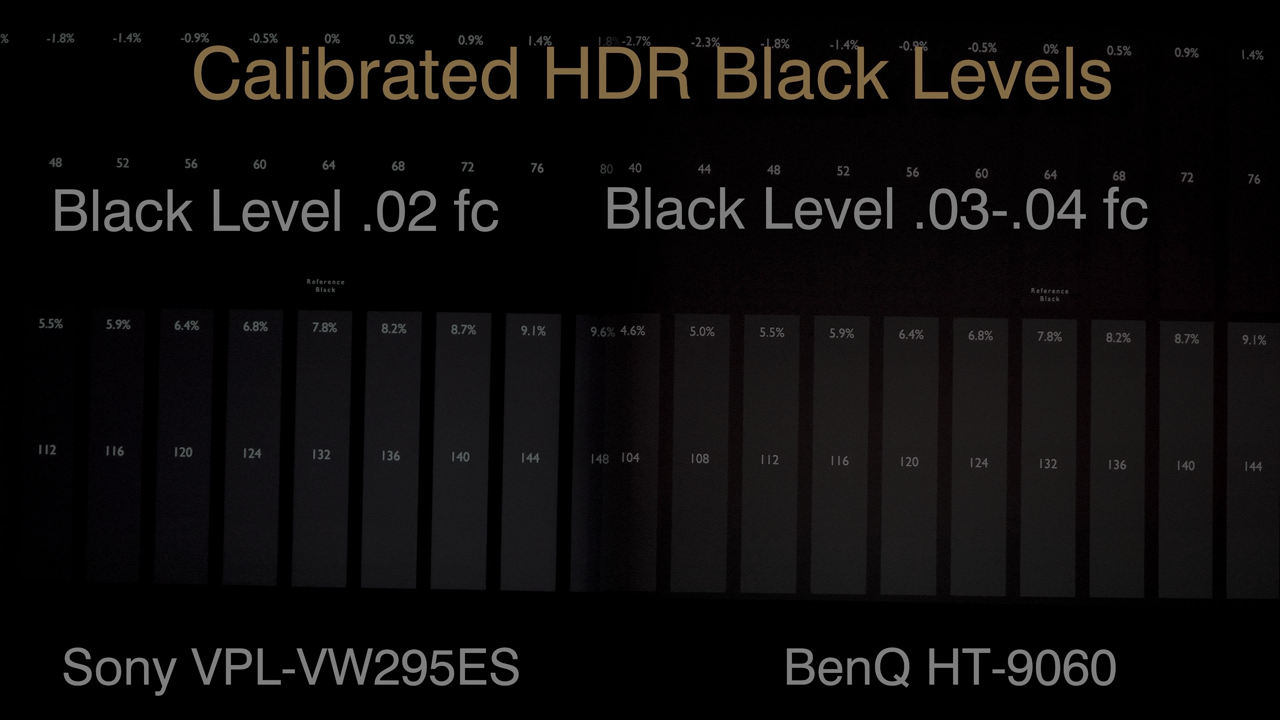 % -1.8% -1.4% -0.9% -0.5% 0% 0.5% 0.9% 1.4% 1.8% -2.7% -2.3% -1.8% -1.4% -0.9% -0.5% 0% 0.5% 0.9% 1.4%
Calibrated HDR Black Levels
48 52 56 60 64 68 72 76 80 40 44 48 52 56 60 64 68 72 76
Black Level .02 fc
Black Level .03-.04 fc
Reference
Black
Reference
Black
5.5% 5.9% 6.4% 6.8% 7.8% 8.2% 8.7% 9.1% 9.6% 4.6% 5.0% 5.5% 5.9% 6.4% 6.8% 7.8% 8.2% 8.7% 9.1%
112 116 120 124 132 136 140 144 148 104 108 112 116 120 124 132 136 140 144
Sony VPL-VW295ES
BenQ HT-9060